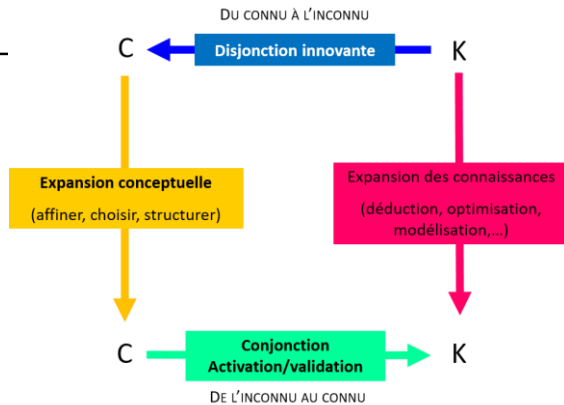 DU CONNU À L'INCONNU
C
Disjonction innovante
K
Expansion conceptuelle
(affiner, choisir, structurer)
Expansion des connaissances
(déduction, optimisation,
modélisation,...)
C
Conjonction
Activation/validation
K
DE L'INCONNU AU CONNU